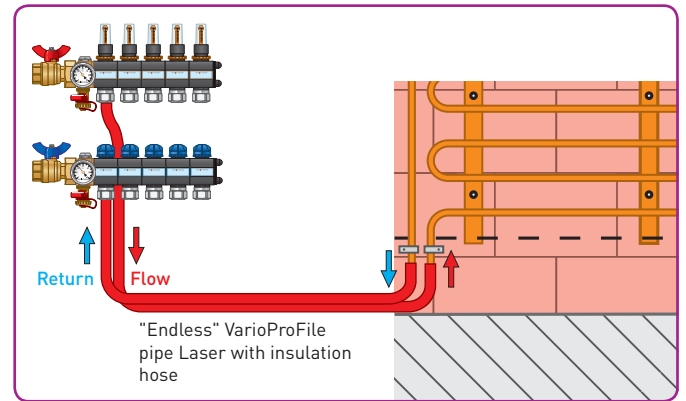 Return
Flow
"Endless" VarioProFile
pipe Laser with insulation
hose